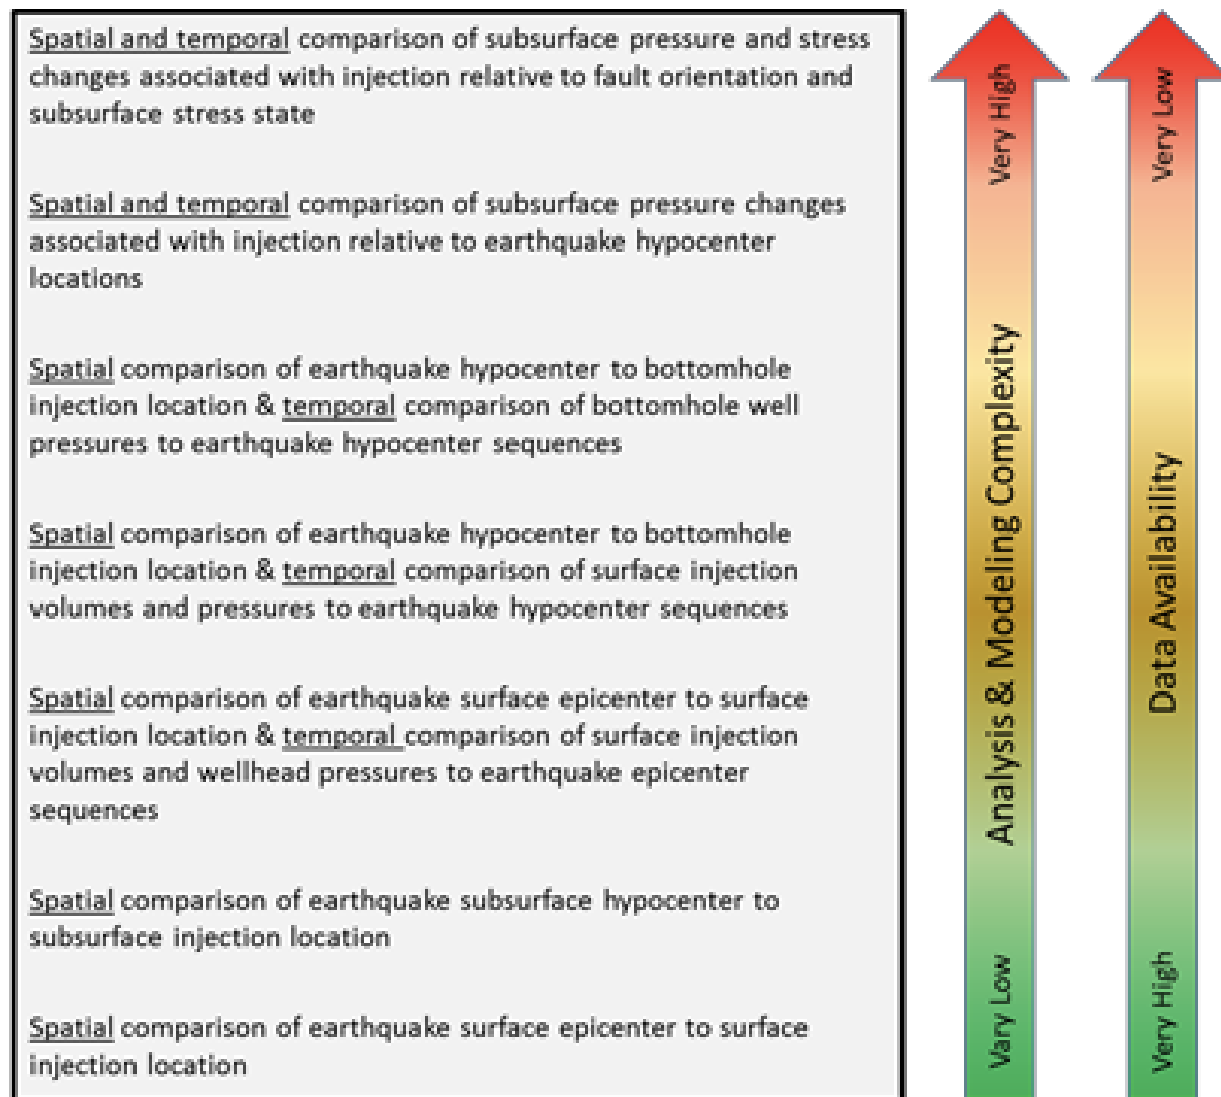 Spatial and temporal comparison of subsurface pressure and stress
changes associated with injection relative to fault orientation and
subsurface stress state
Spatial and temporal comparison of subsurface pressure changes
associated with injection relative to earthquake hypocenter
locations
Spatial comparison of earthquake hypocenter to bottomhole
injection location & temporal comparison of bottomhole well
pressures to earthquake hypocenter sequences
Spatial comparison of earthquake hypocenter to bottomhole
injection location & temporal comparison of surface injection
volumes and pressures to earthquake hypocenter sequences
Spatial comparison of earthquake surface epicenter to surface
injection location & temporal comparison of surface injection
volumes and wellhead pressures to earthquake epicenter
sequences
Spatial comparison of earthquake subsurface hypocenter to
subsurface injection location
Spatial comparison of earthquake surface epicenter to surface
injection location
Very High
Analysis & Modeling Complexity
Vary Low
Very Low
Data Availability
Very High